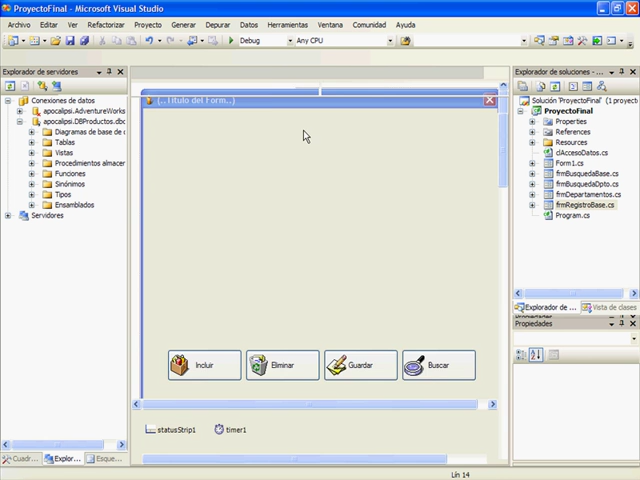 ProyectoFinal - Microsoft Visual Studio
Archivo Editar Ver Refactorizar Proyecto Generar Depurar Datos Herramientas Ventana Comunidad Ayuda
Debug Any CPU
Explorador de servidores
Conexiones de datos
apocalipsi.AdventureWorks
apocalipsi.DBProductos.dbo
Diagramas de base de d
Tablas
Vistas
Procedimientos almacer
Funciones
Sinónimos
Tipos
Ensamblados
Servidores
Cuadr... Explor... Esque...
(..Titulo del Form..)
Incluir Eliminar Guardar Buscar
statusStrip1 timer1
Explorador de soluciones - ...
Solución 'ProyectoFinal' (1 proyect
ProyectoFinal
Properties
References
Resources
clAccesoDatos.cs
Form1.cs
frmBusquedaBase.cs
frmBusquedaDpto.cs
frmDepartamentos.cs
frmRegistroBase.cs
Program.cs
Explorador de ... Vista de clases
Propiedades
Lín 14